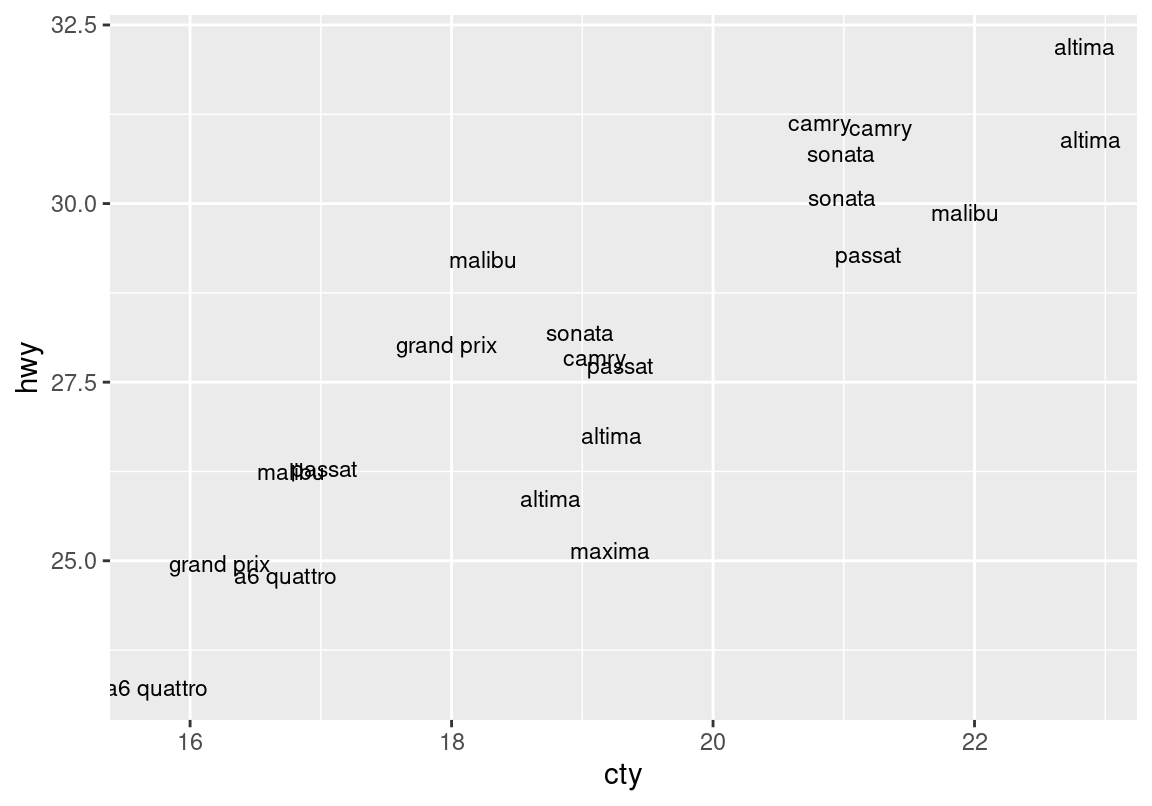 32.5
altima
camry
camry
altima
sonata
30.0
sonata
malibu
malibu
passat
grand prix
sonata
camry
passat
27.5
altima
malibu
passat
altima
maxima
25.0
grand prix
a6 quattro
a6 quattro
hwy
16
18
20
22
cty